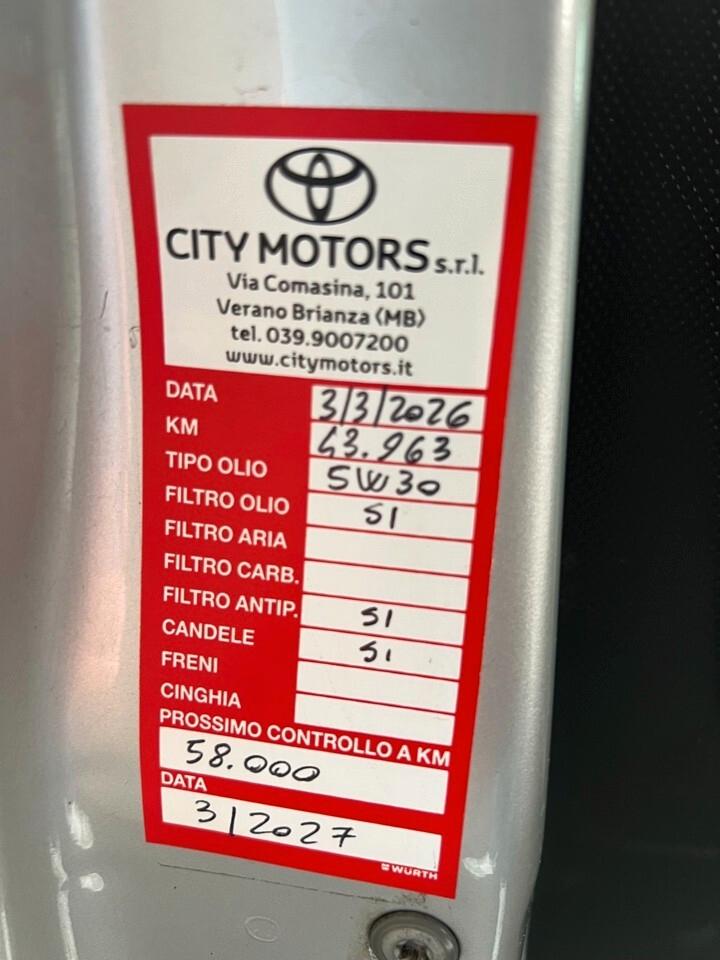 CITY MOTORS s.r.l.
Via Comasina, 101
Verano Brianza (MB)
tel. 039.9007200
www.citymotors.it
DATA 3/3/2026
KM 43.963
TIPO OLIO 5W30
FILTRO OLIO SI
FILTRO ARIA
FILTRO CARB.
FILTRO ANTIP. SI
CANDELE SI
FRENI
CINGHIA
PROSSIMO CONTROLLO A KM
58.000
DATA
3/2027
WÜRTH